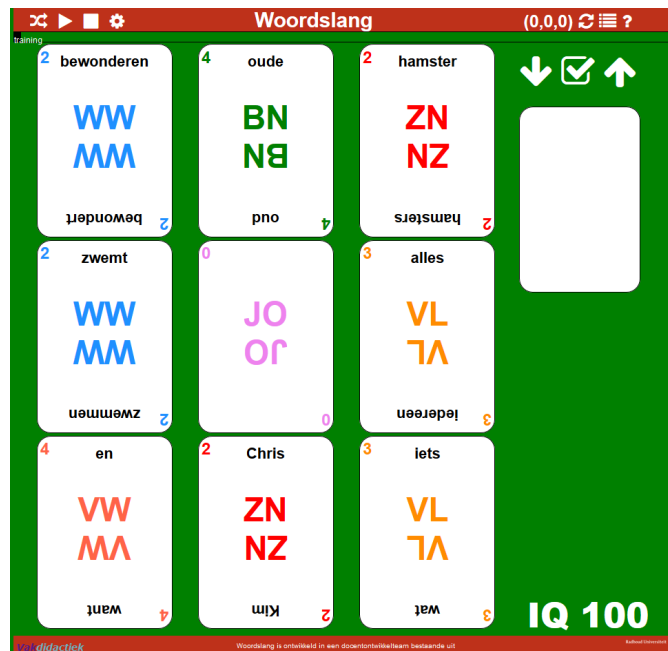 Woordslang (0,0,0) ?
training
2 bewonderen 4 oude 2 hamster
WW BN ZN
WW BN ZN
bewondert 2 oud 4 hamsters 2
2 zwemt 0 3 alles
WW JO VL
WW JO VL
zwemmen 2 0 iedereen 3
4 en 2 Chris 3 iets
VW ZN VL
VW ZN VL
want 4 Kim 2 wat 3
IQ 100
Vakdidactiek Woordslang is ontwikkeld in een docentontwikkelteam bestaande uit Radboud Universiteit